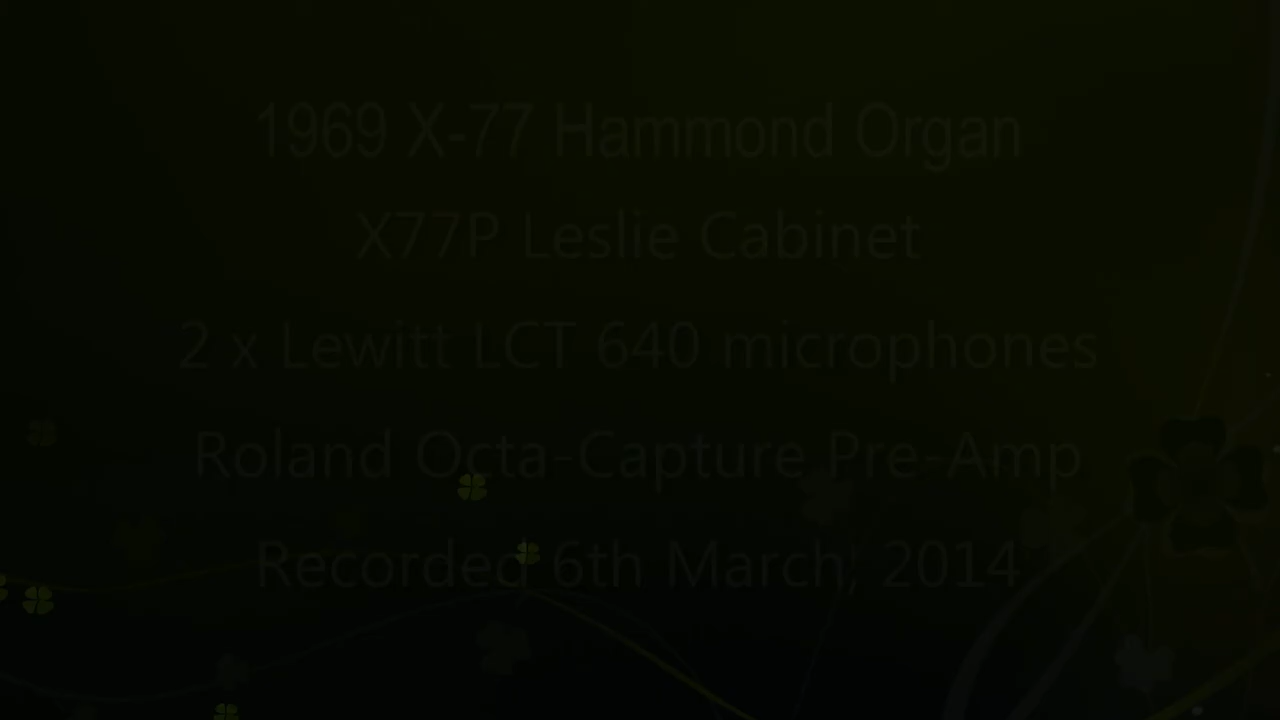 1969 X-77 Hammond Organ
X77P Leslie Cabinet
2 x Lewitt LCT 640 microphones
Roland Octa-Capture Pre-Amp
Recorded 6th March, 2014